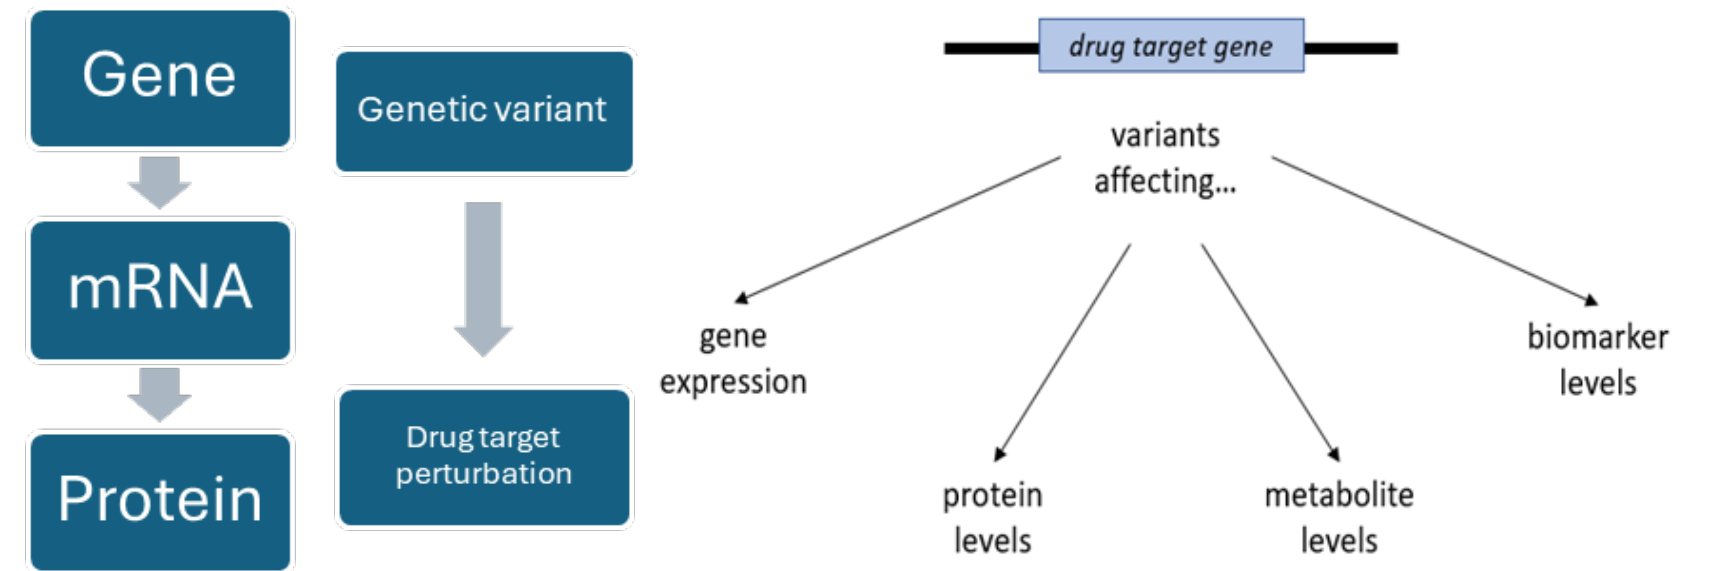 Gene
mRNA
Protein
Genetic variant
Drug target
perturbation
drug target gene
variants
affecting...
gene
expression
protein
levels
metabolite
levels
biomarker
levels